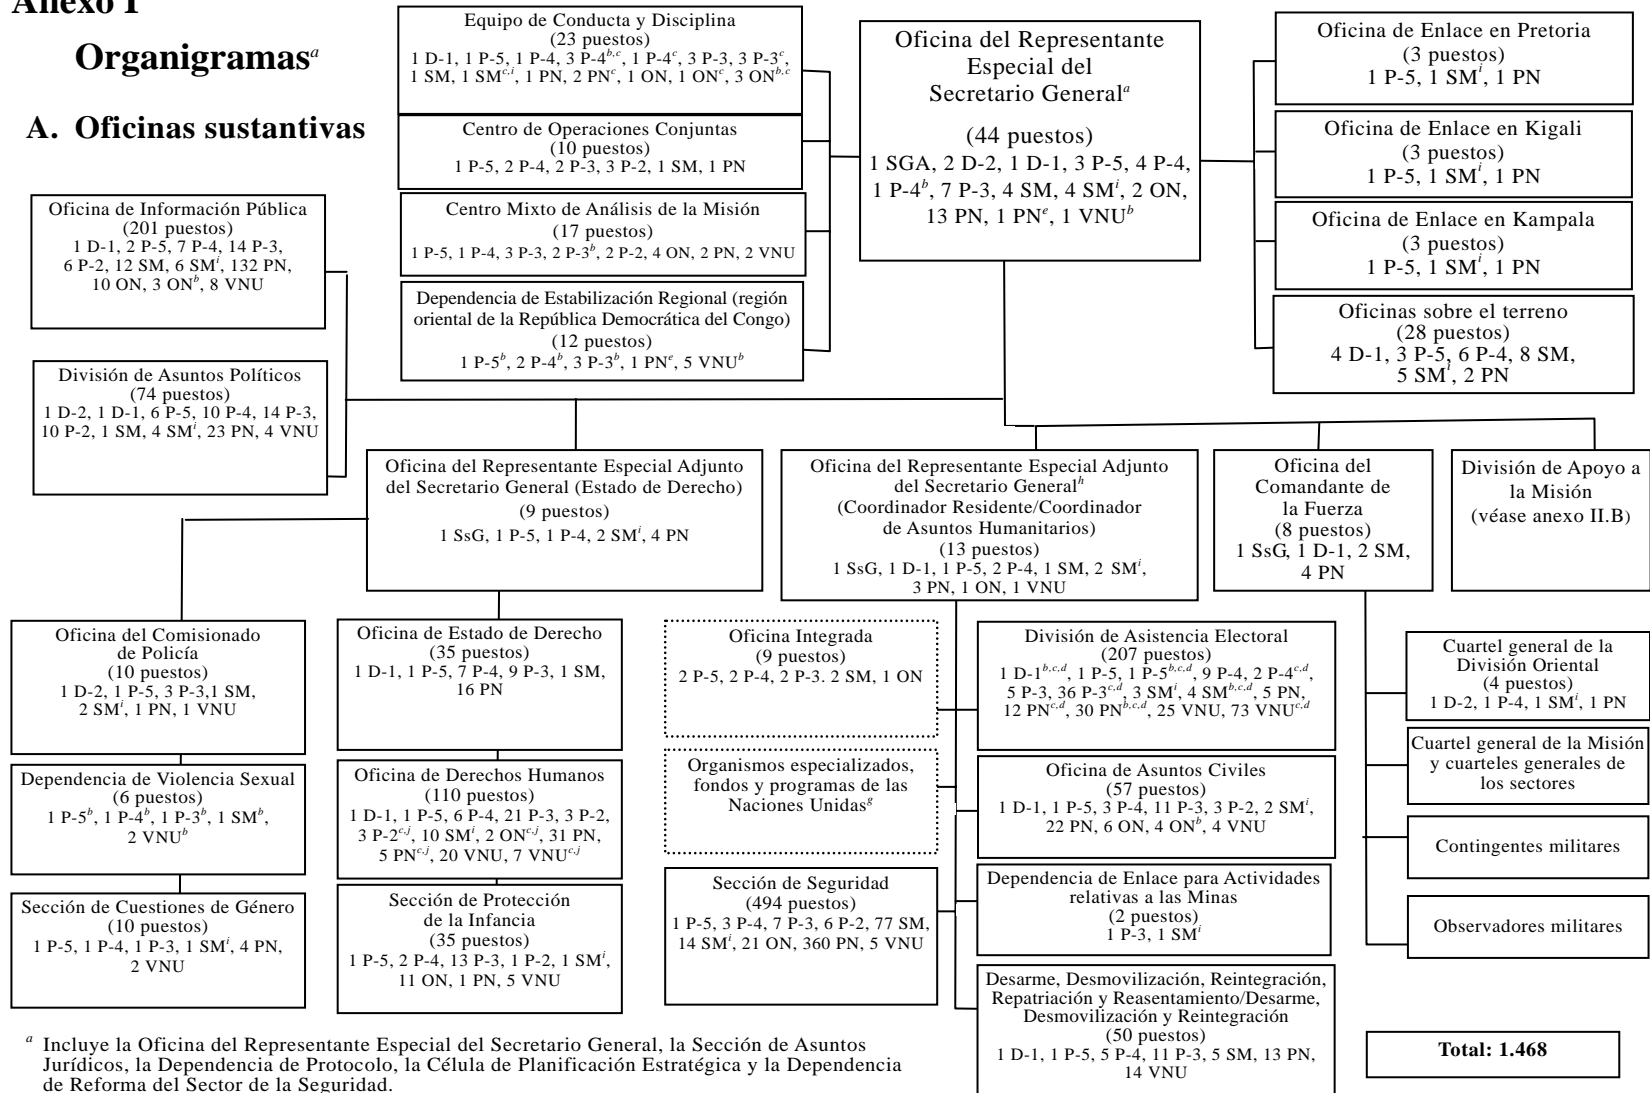 Anexo I
Organigramas^a
A. Oficinas sustantivas
Equipo de Conducta y Disciplina
(23 puestos)
1 D-1, 1 P-5, 1 P-4, 3 P-4^b,c, 1 P-4^c, 3 P-3, 3 P-3^c,
1 SM, 1 SM^c,i, 1 PN, 2 PN^c, 1 ON, 1 ON^c, 3 ON^b,c
Centro de Operaciones Conjuntas
(10 puestos)
1 P-5, 2 P-4, 2 P-3, 3 P-2, 1 SM, 1 PN
Centro Mixto de Análisis de la Misión
(17 puestos)
1 P-5, 1 P-4, 3 P-3, 2 P-3^b, 2 P-2, 4 ON, 2 PN, 2 VNU
Dependencia de Estabilización Regional (región
oriental de la República Democrática del Congo)
(12 puestos)
1 P-5^b, 2 P-4^b, 3 P-3^b, 1 PN^e, 5 VNU^b
Oficina del Representante
Especial del
Secretario General^a
(44 puestos)
1 SGA, 2 D-2, 1 D-1, 3 P-5, 4 P-4,
1 P-4^b, 7 P-3, 4 SM, 4 SM^i, 2 ON,
13 PN, 1 PN^e, 1 VNU^b
Oficina de Enlace en Pretoria
(3 puestos)
1 P-5, 1 SM^i, 1 PN
Oficina de Enlace en Kigali
(3 puestos)
1 P-5, 1 SM^i, 1 PN
Oficina de Enlace en Kampala
(3 puestos)
1 P-5, 1 SM^i, 1 PN
Oficinas sobre el terreno
(28 puestos)
4 D-1, 3 P-5, 6 P-4, 8 SM,
5 SM^i, 2 PN
Oficina de Información Pública
(201 puestos)
1 D-1, 2 P-5, 7 P-4, 14 P-3,
6 P-2, 12 SM, 6 SM^i, 132 PN,
10 ON, 3 ON^b, 8 VNU
División de Asuntos Políticos
(74 puestos)
1 D-2, 1 D-1, 6 P-5, 10 P-4, 14 P-3,
10 P-2, 1 SM, 4 SM^i, 23 PN, 4 VNU
Oficina del Representante Especial Adjunto
del Secretario General (Estado de Derecho)
(9 puestos)
1 SsG, 1 P-5, 1 P-4, 2 SM^i, 4 PN
Oficina del Representante Especial Adjunto
del Secretario General^h
(Coordinador Residente/Coordinador
de Asuntos Humanitarios)
(13 puestos)
1 SsG, 1 D-1, 1 P-5, 2 P-4, 1 SM, 2 SM^i,
3 PN, 1 ON, 1 VNU
Oficina del
Comandante de
la Fuerza
(8 puestos)
1 SsG, 1 D-1, 2 SM,
4 PN
División de Apoyo a
la Misión
(véase anexo II.B)
Oficina del Comisionado
de Policía
(10 puestos)
1 D-2, 1 P-5, 3 P-3,1 SM,
2 SM^i, 1 PN, 1 VNU
Dependencia de Violencia Sexual
(6 puestos)
1 P-5^b, 1 P-4^b, 1 P-3^b, 1 SM^b,
2 VNU^b
Sección de Cuestiones de Género
(10 puestos)
1 P-5, 1 P-4, 1 P-3, 1 SM^i, 4 PN,
2 VNU
Oficina de Estado de Derecho
(35 puestos)
1 D-1, 1 P-5, 7 P-4, 9 P-3, 1 SM,
16 PN
Oficina de Derechos Humanos
(110 puestos)
1 D-1, 1 P-5, 6 P-4, 21 P-3, 3 P-2,
3 P-2^c,j, 10 SM^i, 2 ON^c,j, 31 PN,
5 PN^c,j, 20 VNU, 7 VNU^c,j
Sección de Protección
de la Infancia
(35 puestos)
1 P-5, 2 P-4, 13 P-3, 1 P-2, 1 SM^i,
11 ON, 1 PN, 5 VNU
Oficina Integrada
(9 puestos)
2 P-5, 2 P-4, 2 P-3. 2 SM, 1 ON
Organismos especializados,
fondos y programas de las
Naciones Unidas^g
Sección de Seguridad
(494 puestos)
1 P-5, 3 P-4, 7 P-3, 6 P-2, 77 SM,
14 SM^i, 21 ON, 360 PN, 5 VNU
División de Asistencia Electoral
(207 puestos)
1 D-1^b,c,d, 1 P-5, 1 P-5^b,c,d, 9 P-4, 2 P-4^c,d,
5 P-3, 36 P-3^c,d, 3 SM^i, 4 SM^b,c,d, 5 PN,
12 PN^c,d, 30 PN^b,c,d, 25 VNU, 73 VNU^c,d
Oficina de Asuntos Civiles
(57 puestos)
1 D-1, 1 P-5, 3 P-4, 11 P-3, 3 P-2, 2 SM^i,
22 PN, 6 ON, 4 ON^b, 4 VNU
Dependencia de Enlace para Actividades
relativas a las Minas
(2 puestos)
1 P-3, 1 SM^i
Desarme, Desmovilización, Reintegración,
Repatriación y Reasentamiento/Desarme,
Desmovilización y Reintegración
(50 puestos)
1 D-1, 1 P-5, 5 P-4, 11 P-3, 5 SM, 13 PN,
14 VNU
Cuartel general de la
División Oriental
(4 puestos)
1 D-2, 1 P-4, 1 SM^i, 1 PN
Cuartel general de la Misión
y cuarteles generales de
los sectores
Contingentes militares
Observadores militares
Total: 1.468
^a Incluye la Oficina del Representante Especial del Secretario General, la Sección de Asuntos
Jurídicos, la Dependencia de Protocolo, la Célula de Planificación Estratégica y la Dependencia
de Reforma del Sector de la Seguridad.